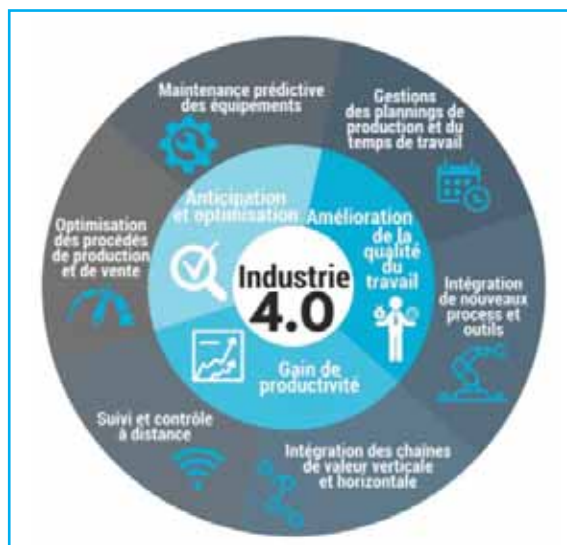 Maintenance prédictive
des équipements
Gestions
des plannings de
production et du
temps de travail
Anticipation
et optimisation
Amélioration
de la
qualité
du
travail
Optimisation
des procédés
de production
et de vente
Industrie
4.0
Intégration
de nouveaux
process et
outils
Gain de
productivité
Suivi et contrôle
à distance
Intégration des chaînes
de valeur verticale
et horizontale